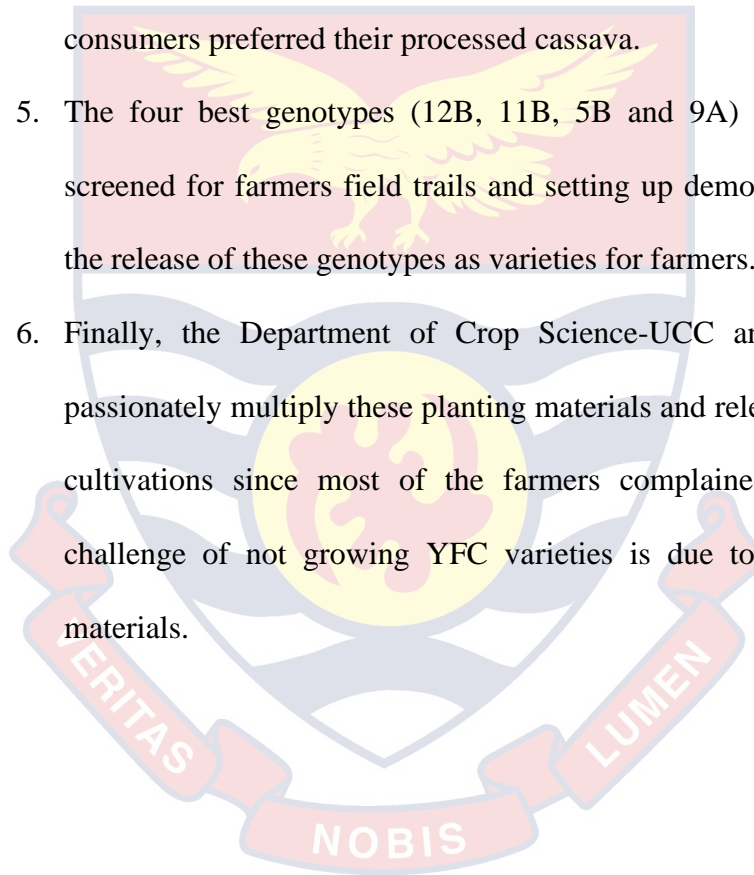 consumers preferred their processed cassava.
5. The four best genotypes (12B, 11B, 5B and 9A)
screened for farmers field trails and setting up demo
the release of these genotypes as varieties for farmers.
6. Finally, the Department of Crop Science-UCC an
passionately multiply these planting materials and rele
cultivations since most of the farmers complaine
challenge of not growing YFC varieties is due to
materials.
VERITAS
NOBIS
LUMEN